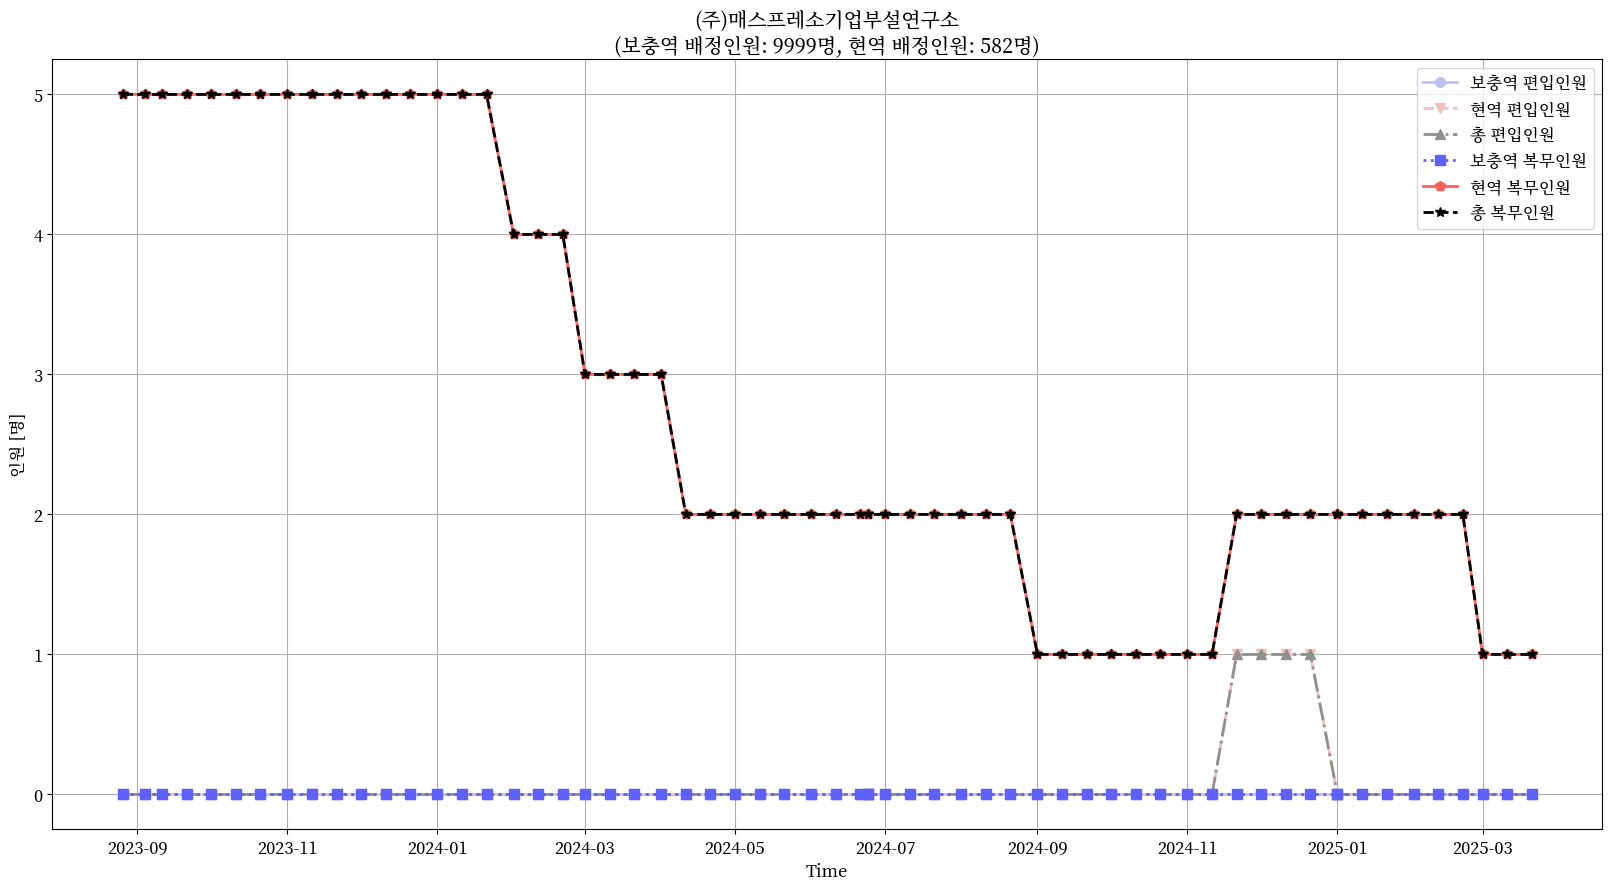 (주)매스프레소기업부설연구소
(보충역 배정인원: 9999명, 현역 배정인원: 582명)
보충역 편입인원
현역 편입인원
총 편입인원
보충역 복무인원
현역 복무인원
총 복무인원
인원 [명]
5
4
3
2
1
0
2023-09
2023-11
2024-01
2024-03
2024-05
2024-07
2024-09
2024-11
2025-01
2025-03
Time